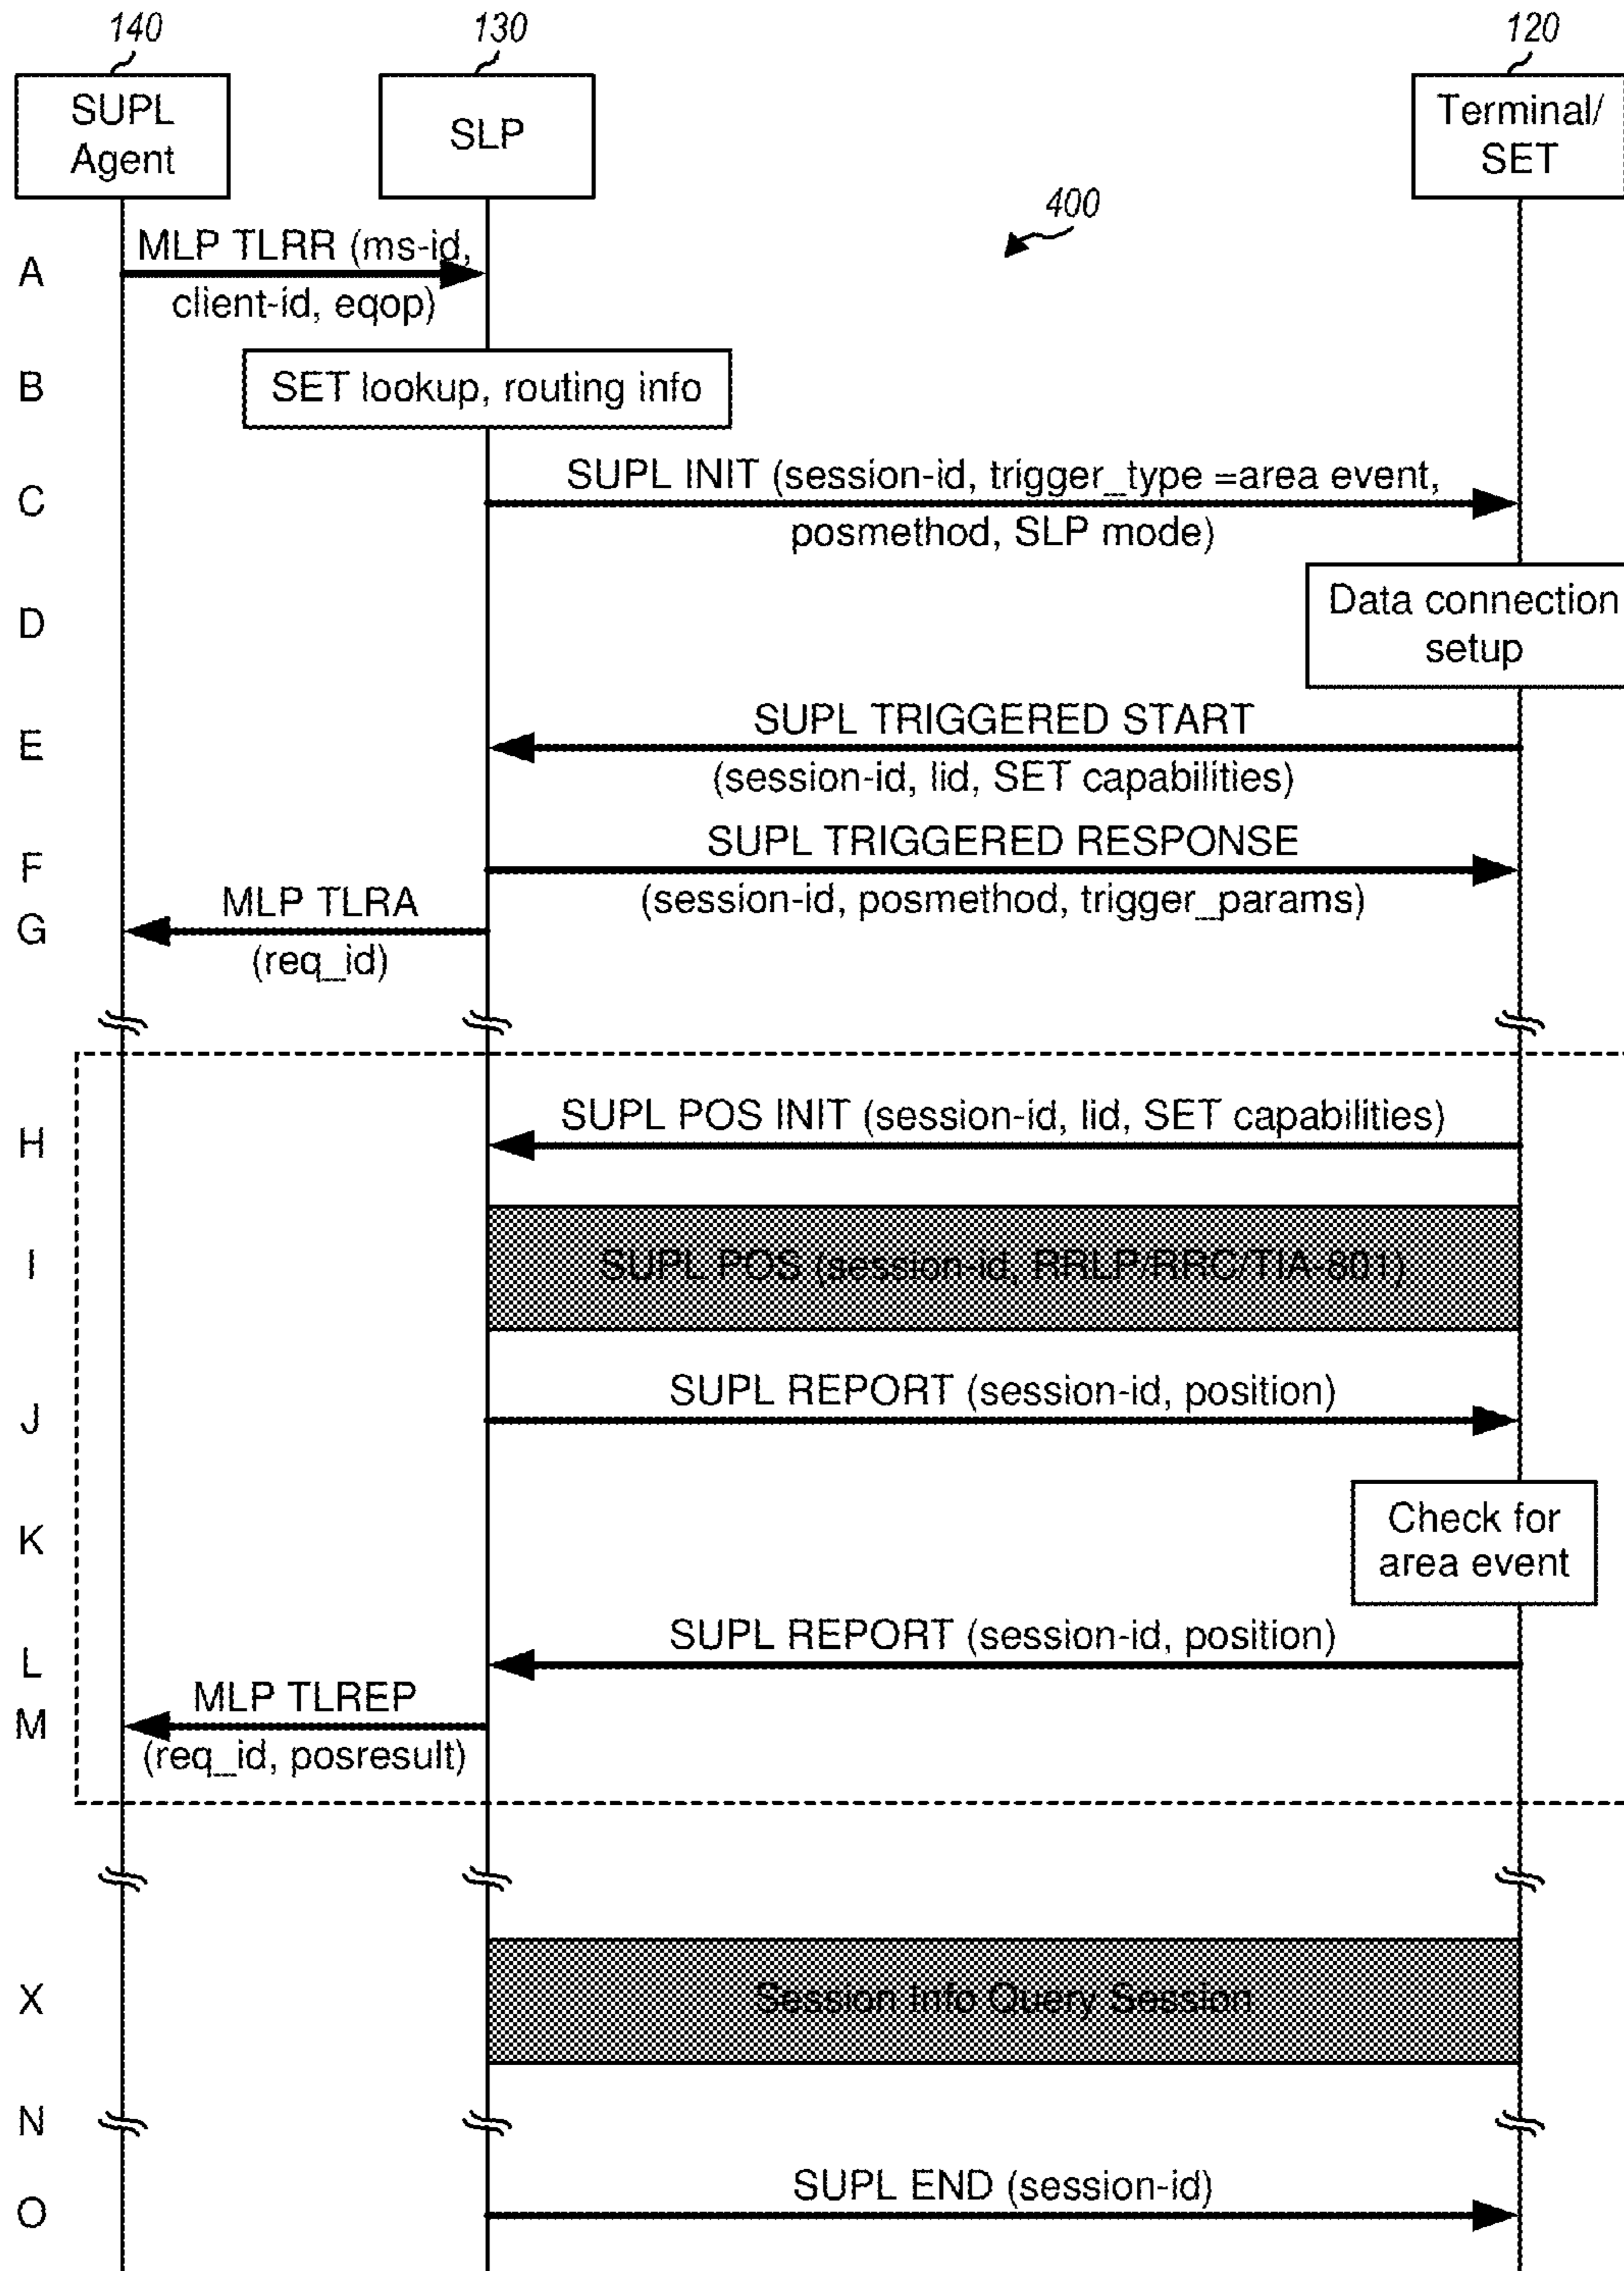 140
130
120
SUPL
Agent
SLP
Terminal/
SET
400
A
MLP TLRR (ms-id,
client-id, eqop)
B
SET lookup, routing info
C
SUPL INIT (session-id, trigger_type =area event,
posmethod, SLP mode)
D
Data connection
setup
E
SUPL TRIGGERED START
(session-id, lid, SET capabilities)
F
SUPL TRIGGERED RESPONSE
(session-id, posmethod, trigger_params)
G
MLP TLRA
(req_id)
H
SUPL POS INIT (session-id, lid, SET capabilities)
I
SUPL POS (session-id, RRLP/RRC/TIA-801)
J
SUPL REPORT (session-id, position)
K
Check for
area event
L
SUPL REPORT (session-id, position)
M
MLP TLREP
(req_id, posresult)
X
Session Info Query Session
N
O
SUPL END (session-id)